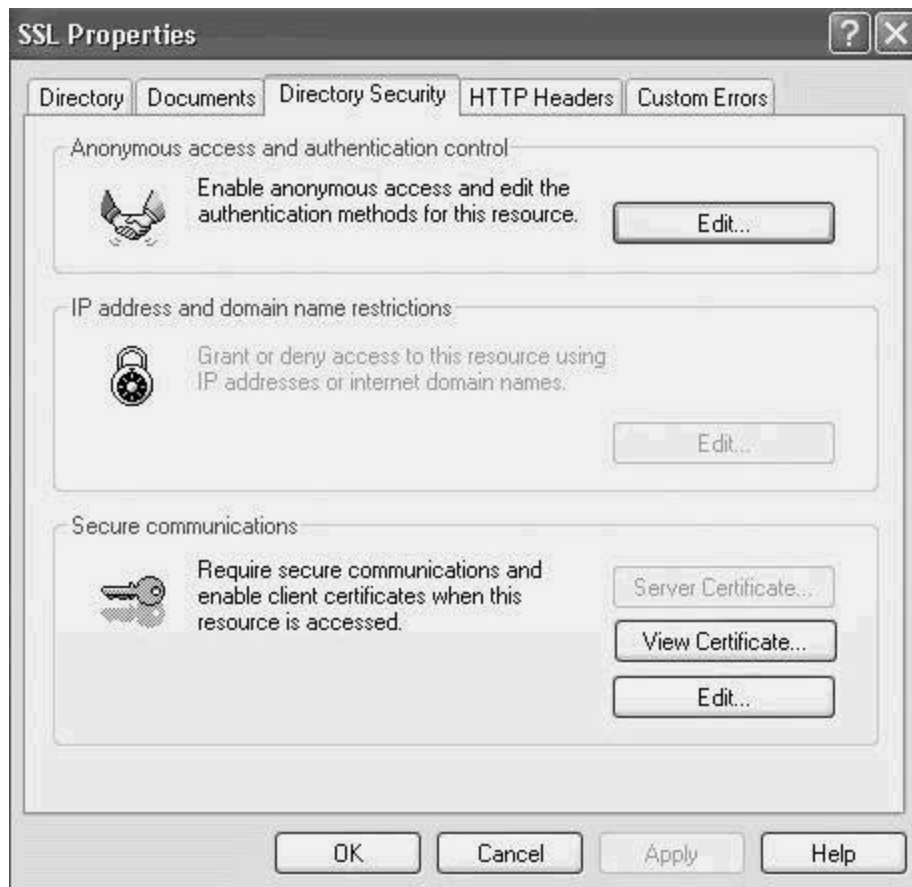 SSL Properties
?
Directory
Documents
Directory Security
HTTP Headers
Custom Errors
Anonymous access and authentication control
Enable anonymous access and edit the
authentication methods for this resource.
Edit...
IP address and domain name restrictions
Grant or deny access to this resource using
IP addresses or internet domain names.
Edit...
Secure communications
Require secure communications and
enable client certificates when this
resource is accessed.
Server Certificate...
View Certificate...
Edit...
OK
Cancel
Apply
Help